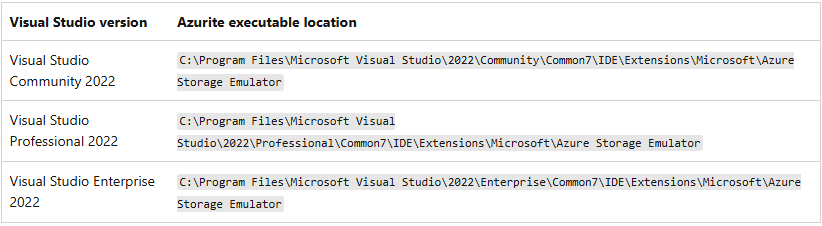 Visual Studio version
Azurite executable location
Visual Studio
Community 2022
C:\Program Files\Microsoft Visual Studio\2022\Community\Common7\IDE\Extensions\Microsoft\Azure
Storage Emulator
Visual Studio
Professional 2022
C:\Program Files\Microsoft Visual
Studio\2022\Professional\Common7\IDE\Extensions\Microsoft\Azure Storage Emulator
Visual Studio Enterprise
2022
C:\Program Files\Microsoft Visual Studio\2022\Enterprise\Common7\IDE\Extensions\Microsoft\Azure
Storage Emulator